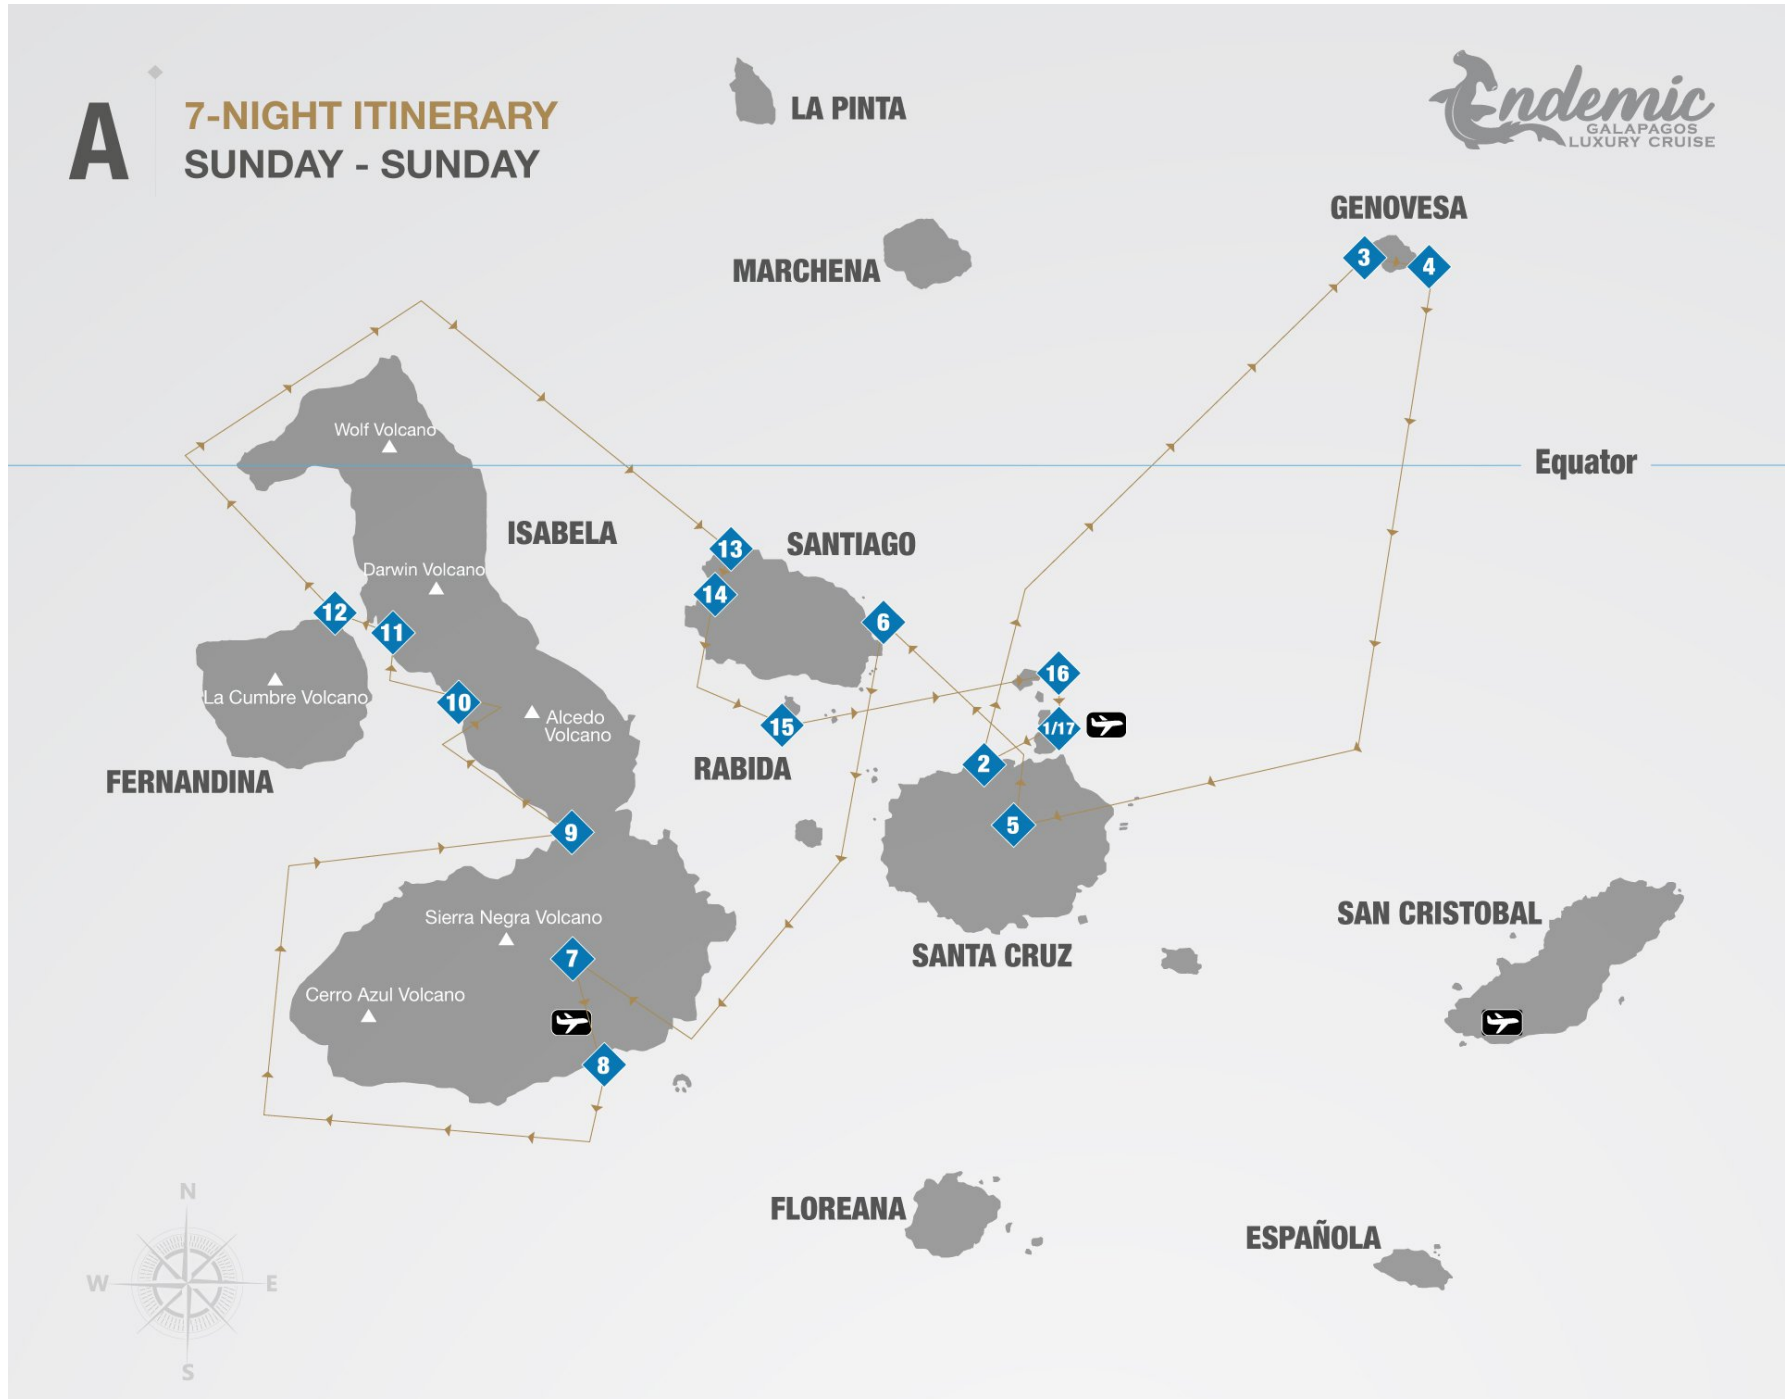 A
7-NIGHT ITINERARY
SUNDAY - SUNDAY
Endemic
GALAPAGOS
LUXURY CRUISE
LA PINTA
GENOVESA
MARCHENA
3
4
Wolf Volcano
Equator
ISABELA
SANTIAGO
13
Darwin Volcano
14
12
11
6
La Cumbre Volcano
10
16
Alcedo
Volcano
15
1/17
FERNANDINA
RABIDA
2
9
5
Sierra Negra Volcano
SAN CRISTOBAL
7
SANTA CRUZ
Cerro Azul Volcano
8
FLOREANA
ESPAÑOLA
N
W
E
S